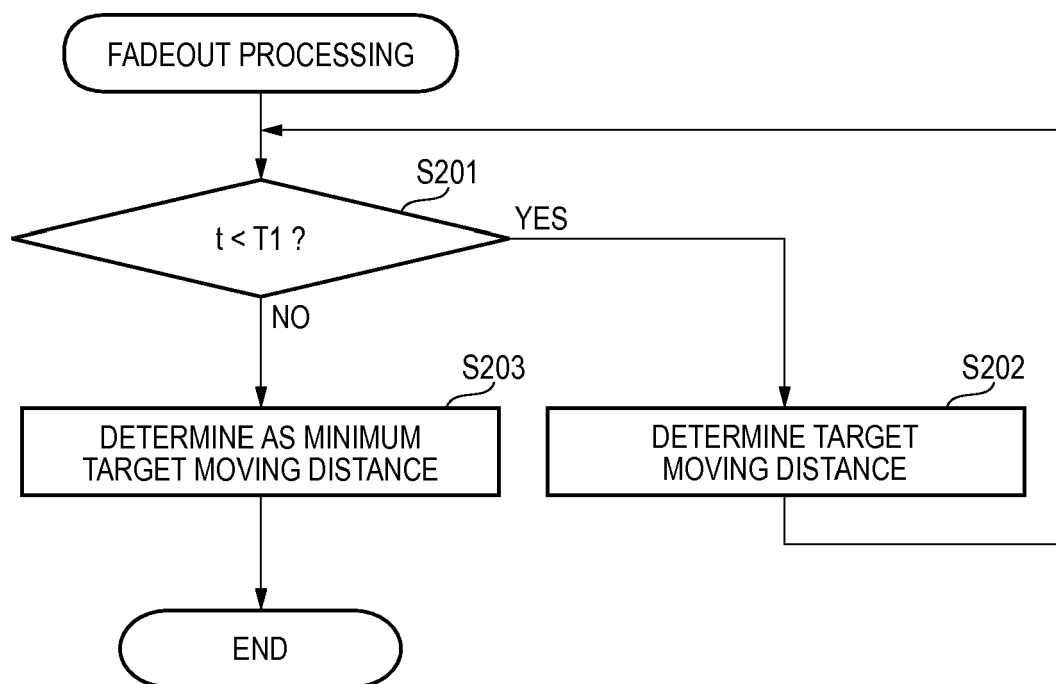 FADEOUT PROCESSING
S201
t < T1 ?
YES
NO
S203
DETERMINE AS MINIMUM
TARGET MOVING DISTANCE
S202
DETERMINE TARGET
MOVING DISTANCE
END